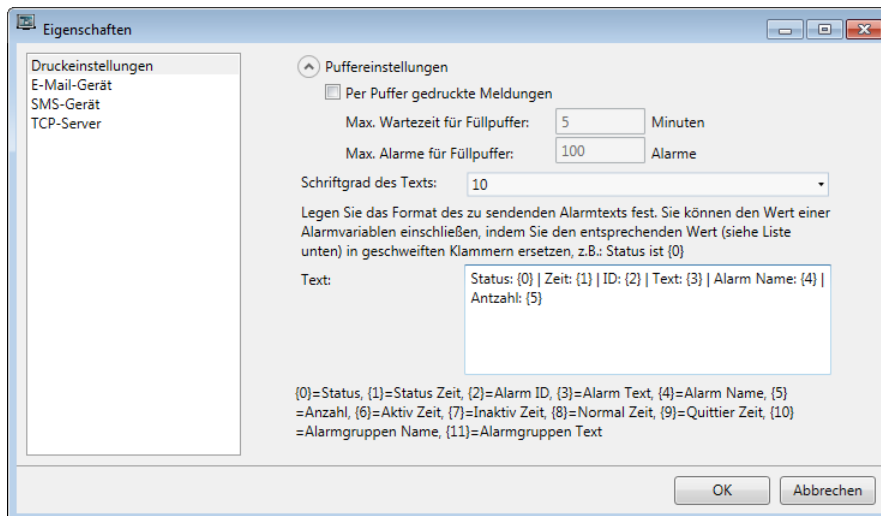 Eigenschaften
Druckeinstellungen
E-Mail-Gerät
SMS-Gerät
TCP-Server
Puffereinstellungen
Per Puffer gedruckte Meldungen
Max. Wartezeit für Füllpuffer: 5 Minuten
Max. Alarme für Füllpuffer: 100 Alarme
Schriftgrad des Texts: 10
Legen Sie das Format des zu sendenden Alarmtexts fest. Sie können den Wert einer
Alarmvariablen einschließen, indem Sie den entsprechenden Wert (siehe Liste
unten) in geschweiften Klammern ersetzen, z.B.: Status ist {0}
Text: Status: {0} | Zeit: {1} | ID: {2} | Text: {3} | Alarm Name: {4} |
Antzahl: {5}
{0}=Status, {1}=Status Zeit, {2}=Alarm ID, {3}=Alarm Text, {4}=Alarm Name, {5}
=Anzahl, {6}=Aktiv Zeit, {7}=Inaktiv Zeit, {8}=Normal Zeit, {9}=Quittier Zeit, {10}
=Alarmgruppen Name, {11}=Alarmgruppen Text
OK Abbrechen